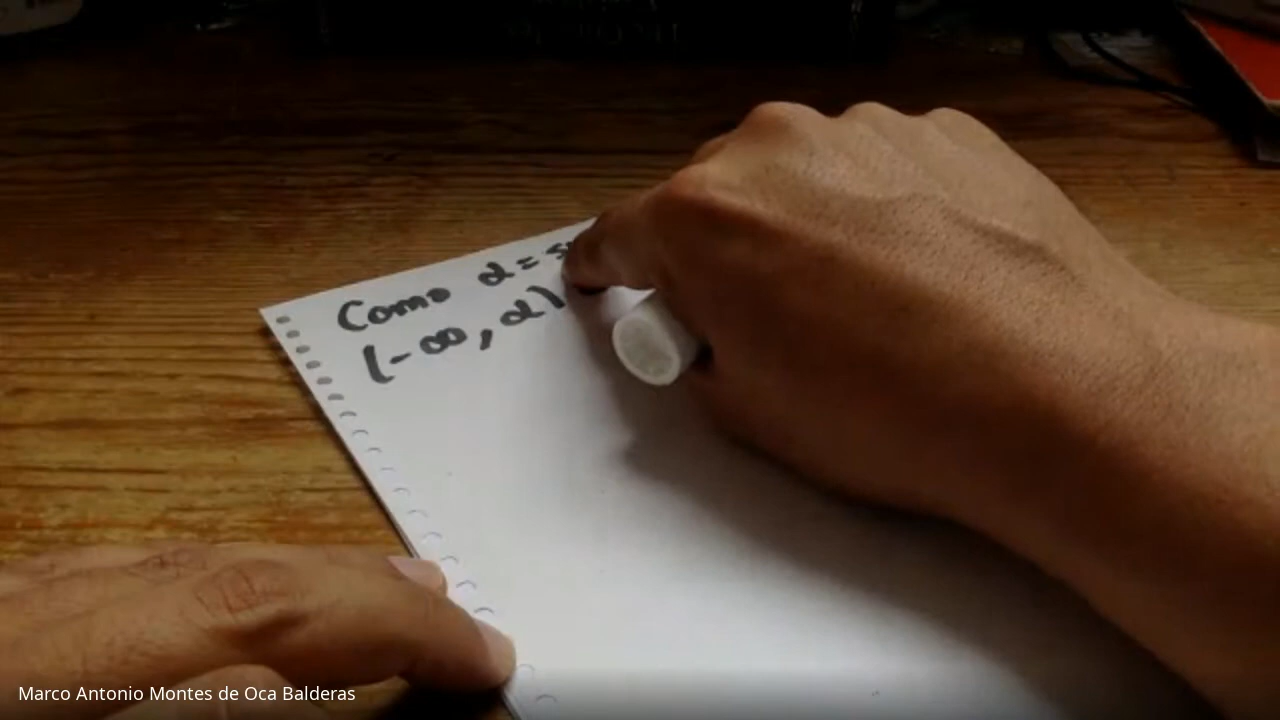 Como α = s
(-∞, α)
Marco Antonio Montes de Oca Balderas